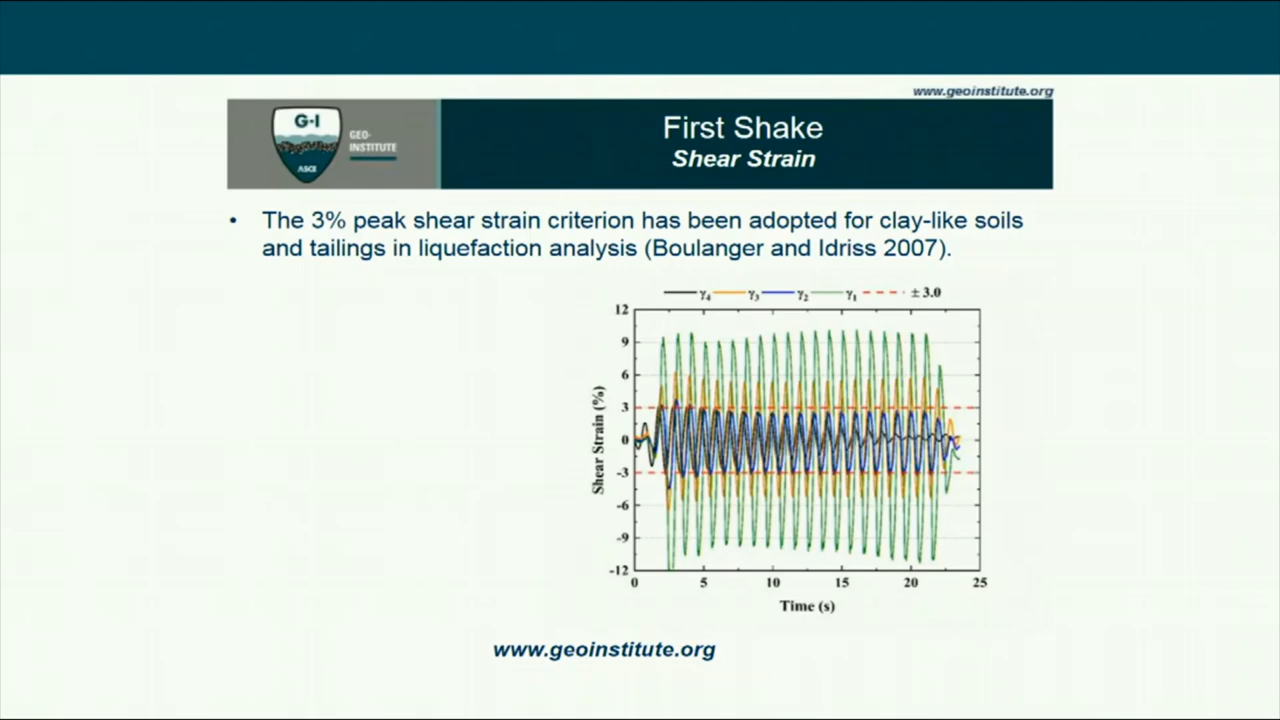 www.geoinstitute.org
G-I
GEO-
INSTITUTE
ASCE
First Shake
Shear Strain
• The 3% peak shear strain criterion has been adopted for clay-like soils
and tailings in liquefaction analysis (Boulanger and Idriss 2007).
γ₄ γ₃ γ₂ γ₁ ± 3.0
12
9
6
3
0
-3
-6
-9
-12
Shear Strain (%)
0 5 10 15 20 25
Time (s)
www.geoinstitute.org